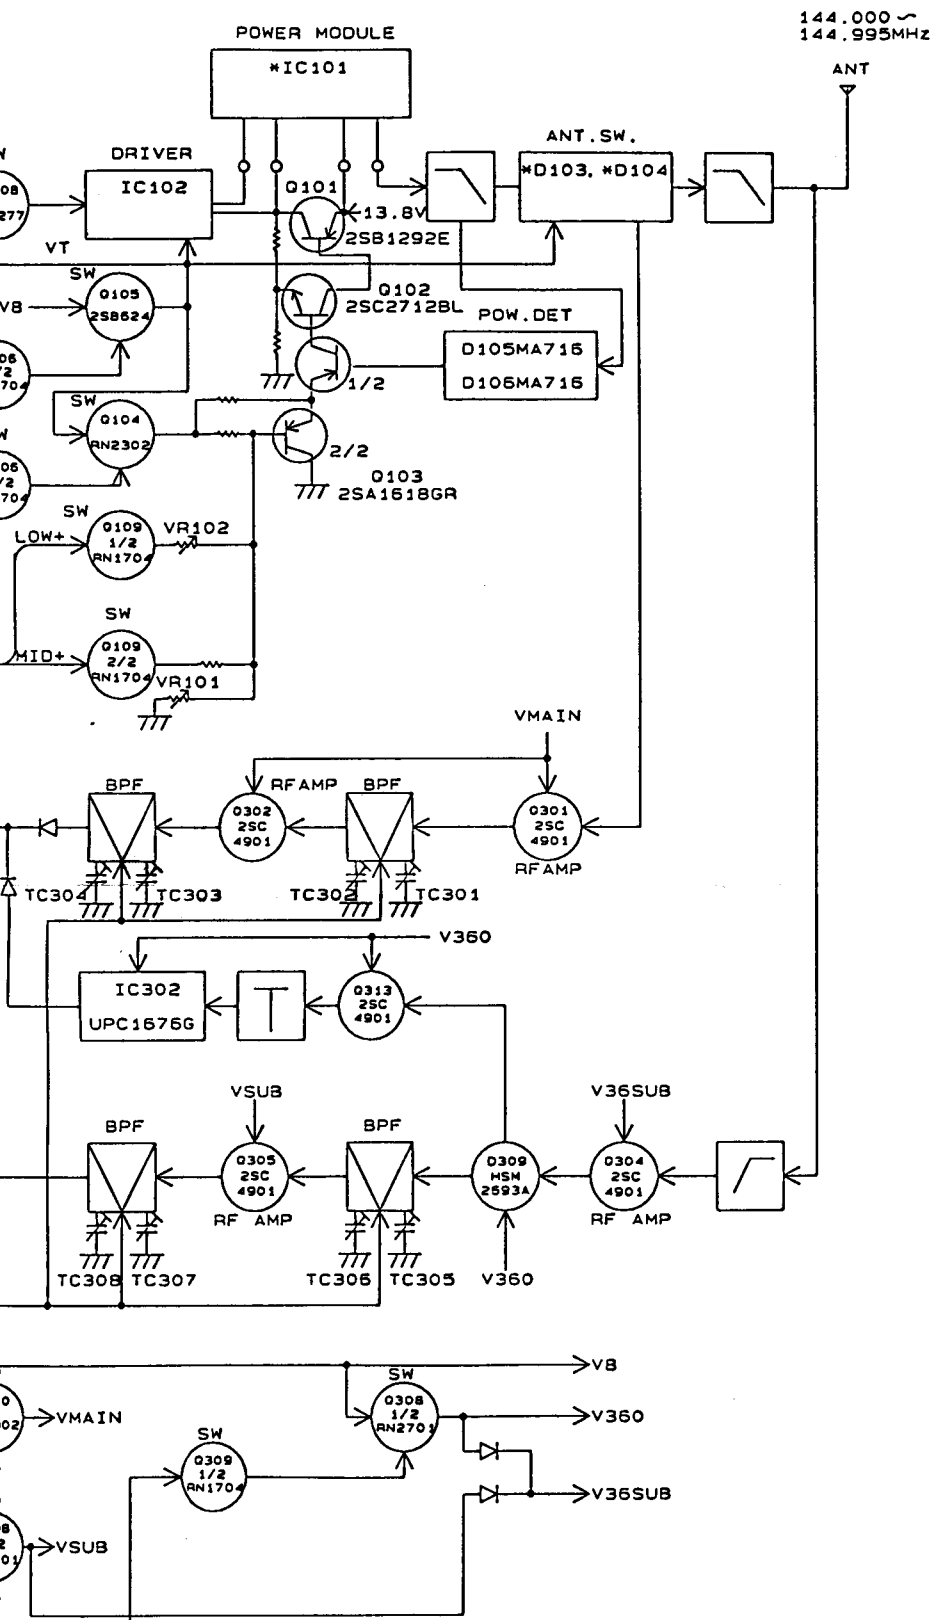 144.000~
144.995MHz
POWER MODULE
*IC101
ANT
ANT.SW.
DRIVER
*D103, *D104
IC102
Q101
277
13.8V
2SB1292E
VT
SW
Q105
2SB624
V8
Q102
2SC2712BL
POW.DET
D105MA716
D106MA716
1/2
704
SW
Q104
RN2302
2/2
Q103
2SA1618GR
704
SW
LOW+
Q109
1/2
RN1704
VR102
SW
MID+
Q109
2/2
RN1704
VR101
VMAIN
BPF
RFAMP
BPF
Q302
2SC
4901
Q301
2SC
4901
RFAMP
TC304
TC303
TC302
TC301
V360
IC302
UPC1676G
Q313
2SC
4901
VSUB
V36SUB
BPF
BPF
Q305
2SC
4901
RF AMP
D309
HSM
2693A
Q304
2SC
4901
RF AMP
TC308
TC307
TC306
TC305
V360
V8
SW
Q308
1/2
RN2701
VMAIN
V360
SW
Q309
1/2
RN1704
V36SUB
VSUB